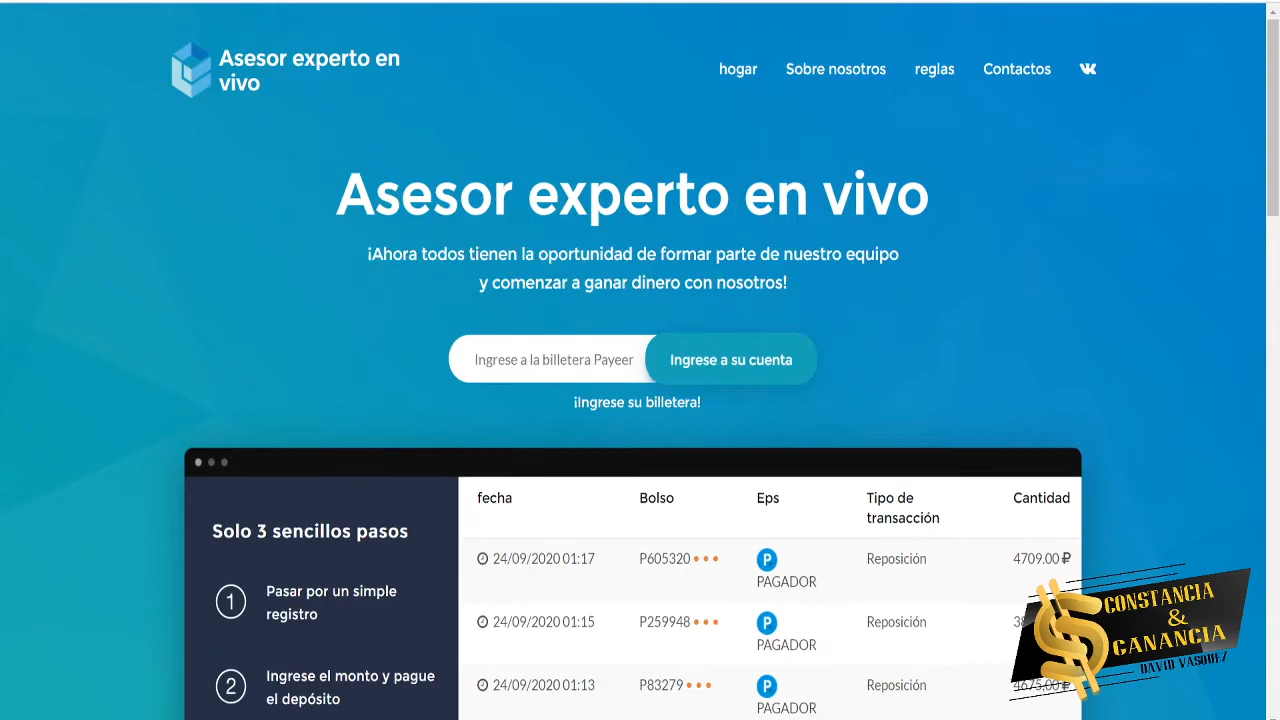 Asesor experto en
vivo
hogar Sobre nosotros reglas Contactos
Asesor experto en vivo
¡Ahora todos tienen la oportunidad de formar parte de nuestro equipo
y comenzar a ganar dinero con nosotros!
Ingrese a la billetera Payeer Ingrese a su cuenta
¡Ingrese su billetera!
Solo 3 sencillos pasos
1 Pasar por un simple
registro
2 Ingrese el monto y pague
el depósito
fecha Bolso Eps Tipo de
transacción Cantidad
24/09/2020 01:17 P605320 ••• P Reposición 4709.00 ₽
PAGADOR
24/09/2020 01:15 P259948 ••• P Reposición
PAGADOR
24/09/2020 01:13 P83279 ••• P Reposición 4675.00 ₽
PAGADOR
CONSTANCIA
&
GANANCIA
DAVID VASQUEZ